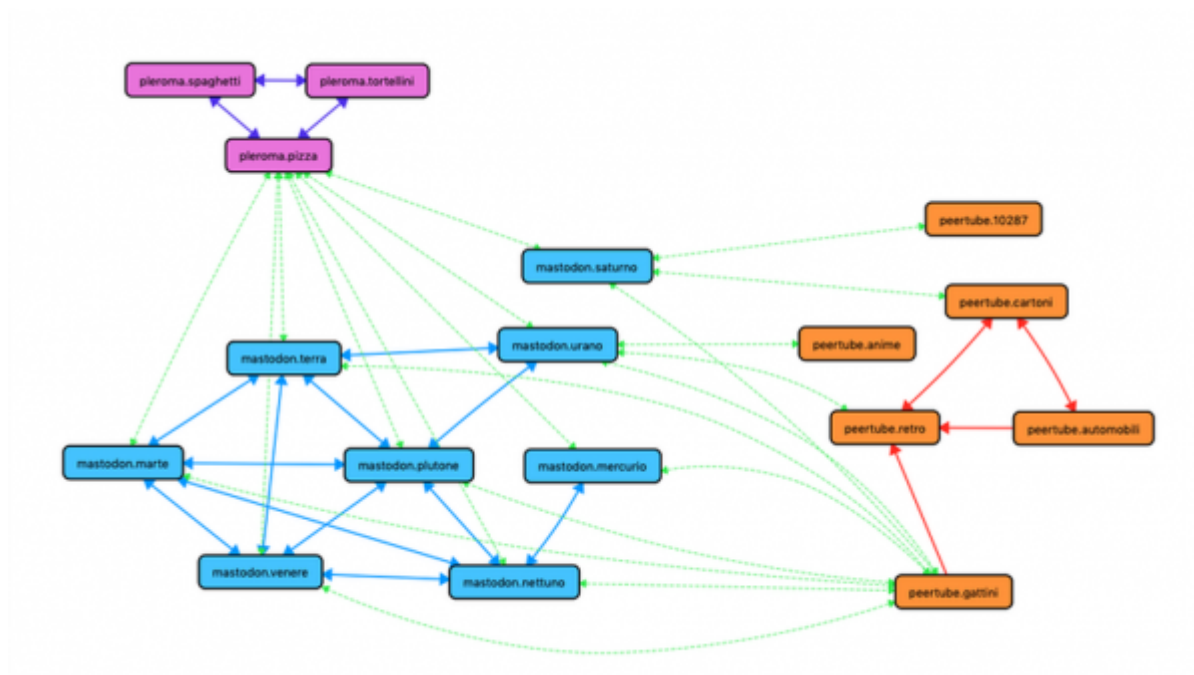 pleroma.spaghetti
pleroma.tortellini
pleroma.pizza
peertube.10287
mastodon.saturno
peertube.cartoni
mastodon.urano
peertube.anime
mastodon.terra
peertube.retro
peertube.automobili
mastodon.marte
mastodon.plutone
mastodon.mercurio
mastodon.venere
mastodon.nettuno
peertube.gattini